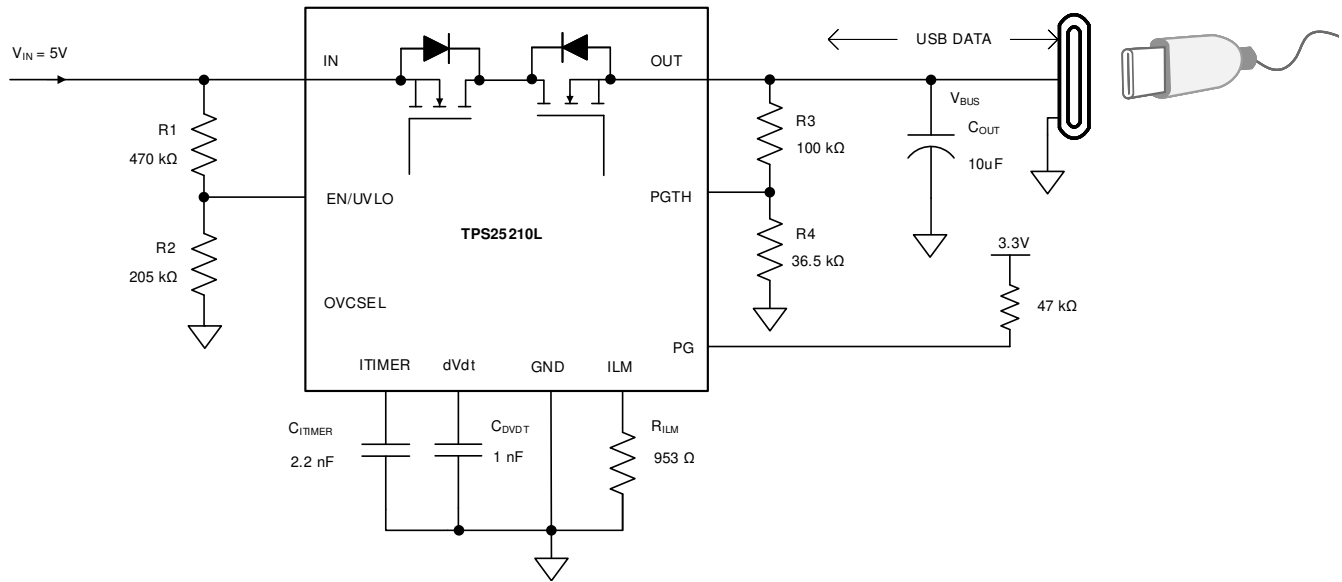 USB DATA
V_IN = 5V
IN
OUT
R1
470 kΩ
R3
100 kΩ
V_BUS
C_OUT
10uF
EN/UVLO
PGTH
TPS25210L
R2
205 kΩ
R4
36.5 kΩ
3.3V
OVCSEL
47 kΩ
PG
ITIMER
dVdt
GND
ILM
C_ITIMER
2.2 nF
C_DVDT
1 nF
R_ILM
953 Ω